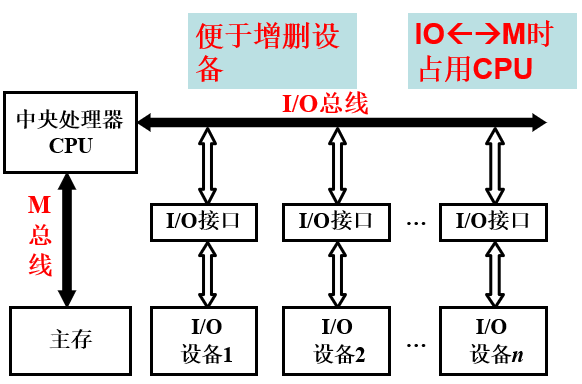 便于增删设
备
IO←→M时
占用CPU
I/O总线
中央处理器
CPU
M
总
线
I/O接口
I/O接口
...
I/O接口
主存
I/O
设备1
I/O
设备2
...
I/O
设备n